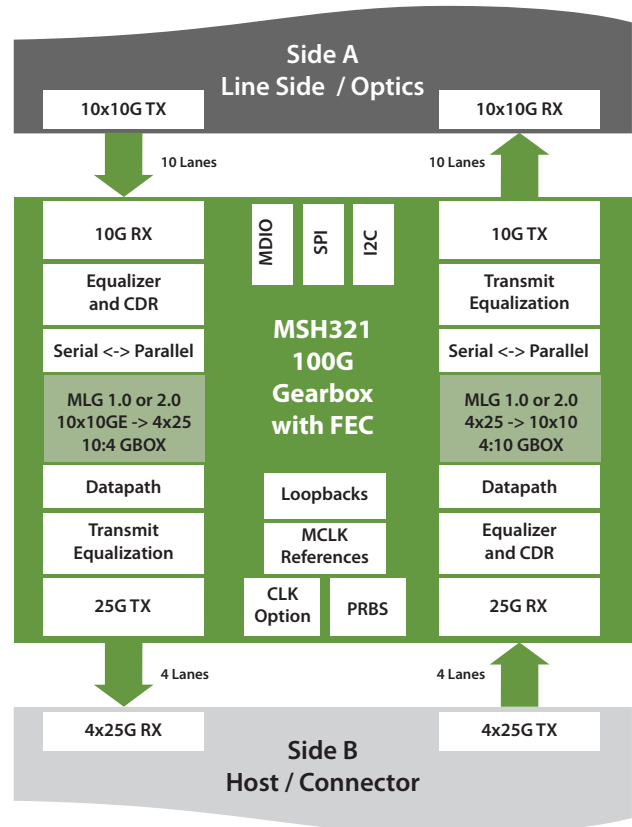 Side A
Line Side / Optics
10x10G TX
10x10G RX
10 Lanes
10 Lanes
10G RX
Equalizer
and CDR
Serial <-> Parallel
MLG 1.0 or 2.0
10x10GE -> 4x25
10:4 GBOX
Datapath
Transmit
Equalization
25G TX
MDIO
SPI
I2C
MSH321
100G
Gearbox
with FEC
Loopbacks
MCLK
References
CLK
Option
PRBS
10G TX
Transmit
Equalization
Serial <-> Parallel
MLG 1.0 or 2.0
4x25 -> 10x10
4:10 GBOX
Datapath
Equalizer
and CDR
25G RX
4 Lanes
4 Lanes
4x25G RX
4x25G TX
Side B
Host / Connector